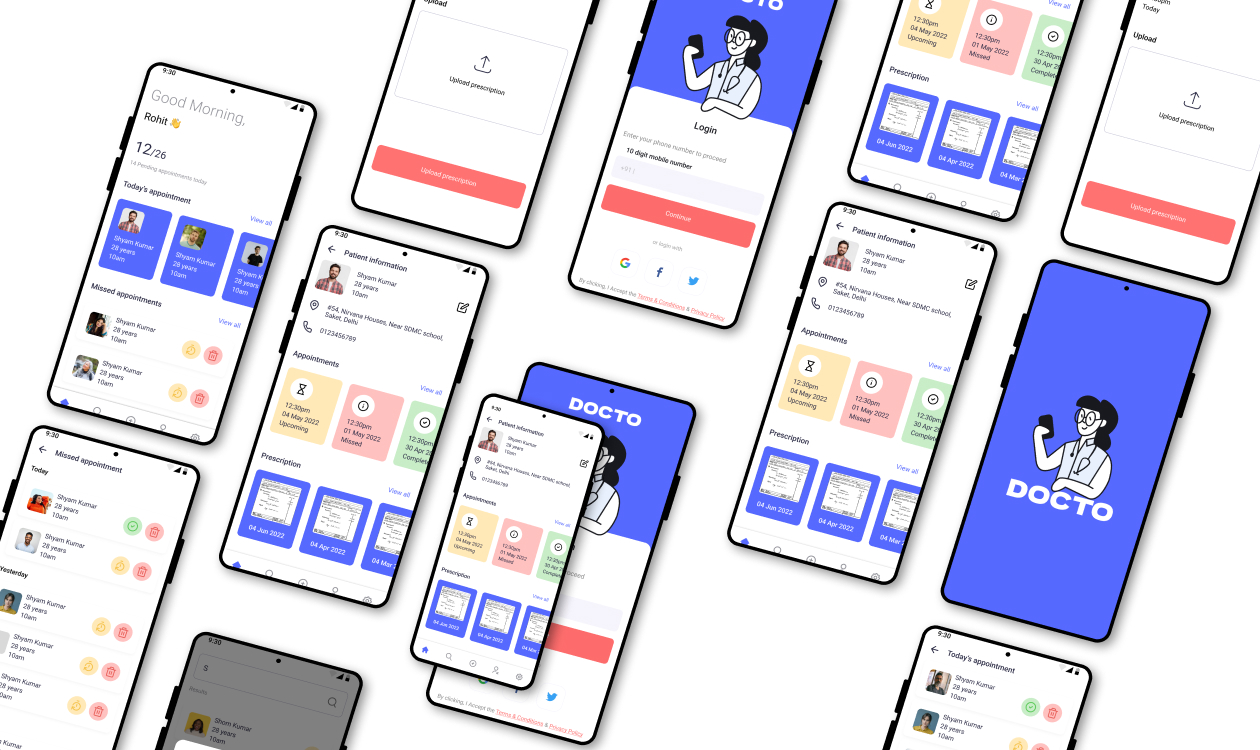 9:30
Good Morning,
Rohit 👋
12/26
14 Pending appointments today
Today's appointment
View all
Shyam Kumar
28 years
10am
Shyam Kumar
28 years
10am
Shyam K
28 years
10am
Missed appointments
View all
Shyam Kumar
28 years
10am
Shyam Kumar
28 years
10am
Upload prescription
Upload prescription
DOCTO
Login
Enter your phone number to proceed
10 digit mobile number
+91 |
Continue
or login with
By clicking, I Accept the Terms & Conditions & Privacy Policy
View all
12:30pm
04 May 2022
Upcoming
12:30pm
01 May 2022
Missed
12:30pm
30 Apr 2
Complete
Prescription
View all
04 Jun 2022
04 Apr 2022
04 Mar
Today
Upload
Upload prescription
Upload prescription
9:30
Patient information
Shyam Kumar
28 years
10am
#54, Nirvana Houses, Near SDMC school,
Saket, Delhi
0123456789
Appointments
View all
12:30pm
04 May 2022
Upcoming
12:30pm
01 May 2022
Missed
12:30pm
30 Apr 2
Complete
Prescription
View all
04 Jun 2022
04 Apr 2022
04 Mar
9:30
Patient information
Shyam Kumar
28 years
10am
#54, Nirvana Houses, Near SDMC school,
Saket, Delhi
0123456789
Appointments
View all
12:30pm
04 May 2022
Upcoming
12:30pm
01 May 2022
Missed
12:30pm
30 Apr 2
Complete
Prescription
View all
04 Jun 2022
04 Apr 2022
04 Mar
DOCTO
9:30
Missed appointment
Today
Shyam Kumar
28 years
10am
Shyam Kumar
28 years
10am
Yesterday
Shyam Kumar
28 years
10am
Shyam Kumar
28 years
10am
Shyam Kumar
28 years
10am
Kumar
9:30
S
Results
Shom Kumar
28 years
10am
DOCTO
oceed
By clicking, I Accept the Terms & Conditions & Privacy Policy
9:30
Patient information
Shyam Kumar
28 years
10am
#54, Nirvana Houses, Near SDMC school,
Saket, Delhi
0123456789
Appointments
View all
12:30pm
04 May 2022
Upcoming
12:30pm
01 May 2022
Missed
12:30pm
30 Apr 2
Complete
Prescription
View all
04 Jun 2022
04 Apr 2022
04 Mar
9:30
Today's appointment
Shyam Kumar
28 years
10am
Shyam Kumar
28 years
10am